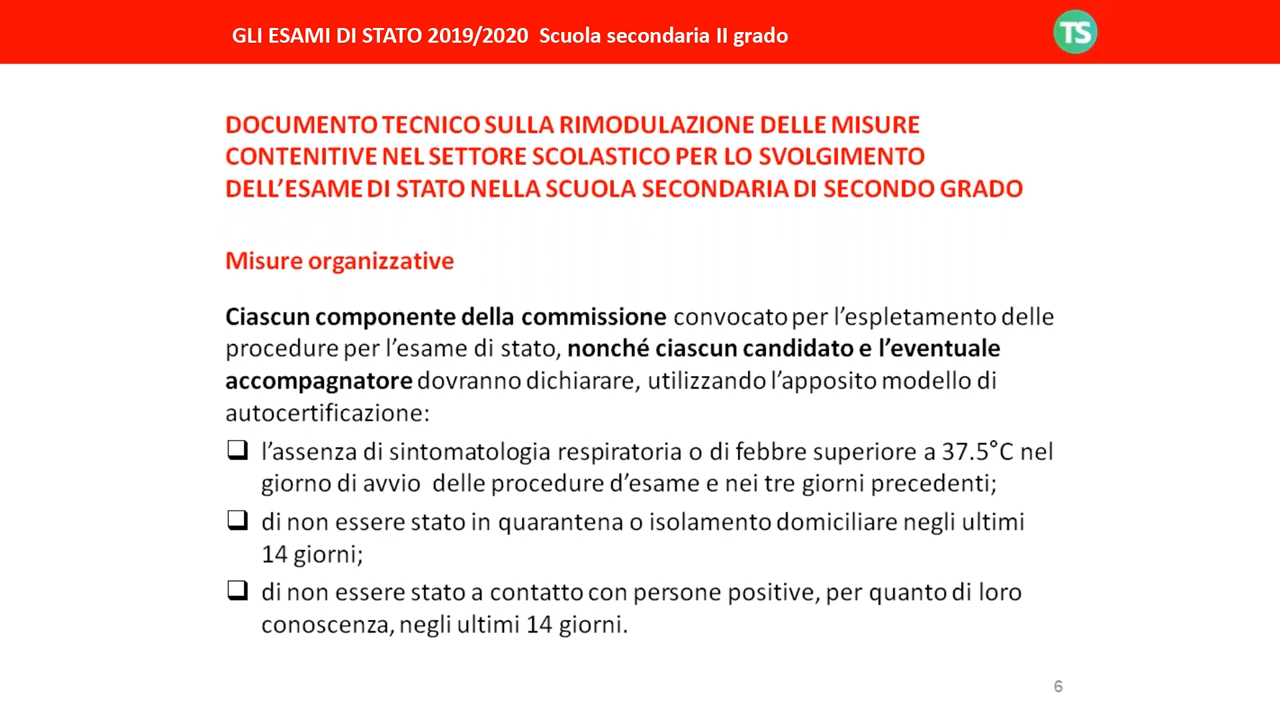 GLI ESAMI DI STATO 2019/2020 Scuola secondaria II grado
TS
DOCUMENTO TECNICO SULLA RIMODULAZIONE DELLE MISURE
CONTENITIVE NEL SETTORE SCOLASTICO PER LO SVOLGIMENTO
DELL'ESAME DI STATO NELLA SCUOLA SECONDARIA DI SECONDO GRADO
Misure organizzative
Ciascun componente della commissione convocato per l'espletamento delle
procedure per l'esame di stato, nonché ciascun candidato e l'eventuale
accompagnatore dovranno dichiarare, utilizzando l'apposito modello di
autocertificazione:
❑ l'assenza di sintomatologia respiratoria o di febbre superiore a 37.5°C nel
giorno di avvio delle procedure d'esame e nei tre giorni precedenti;
❑ di non essere stato in quarantena o isolamento domiciliare negli ultimi
14 giorni;
❑ di non essere stato a contatto con persone positive, per quanto di loro
conoscenza, negli ultimi 14 giorni.
6